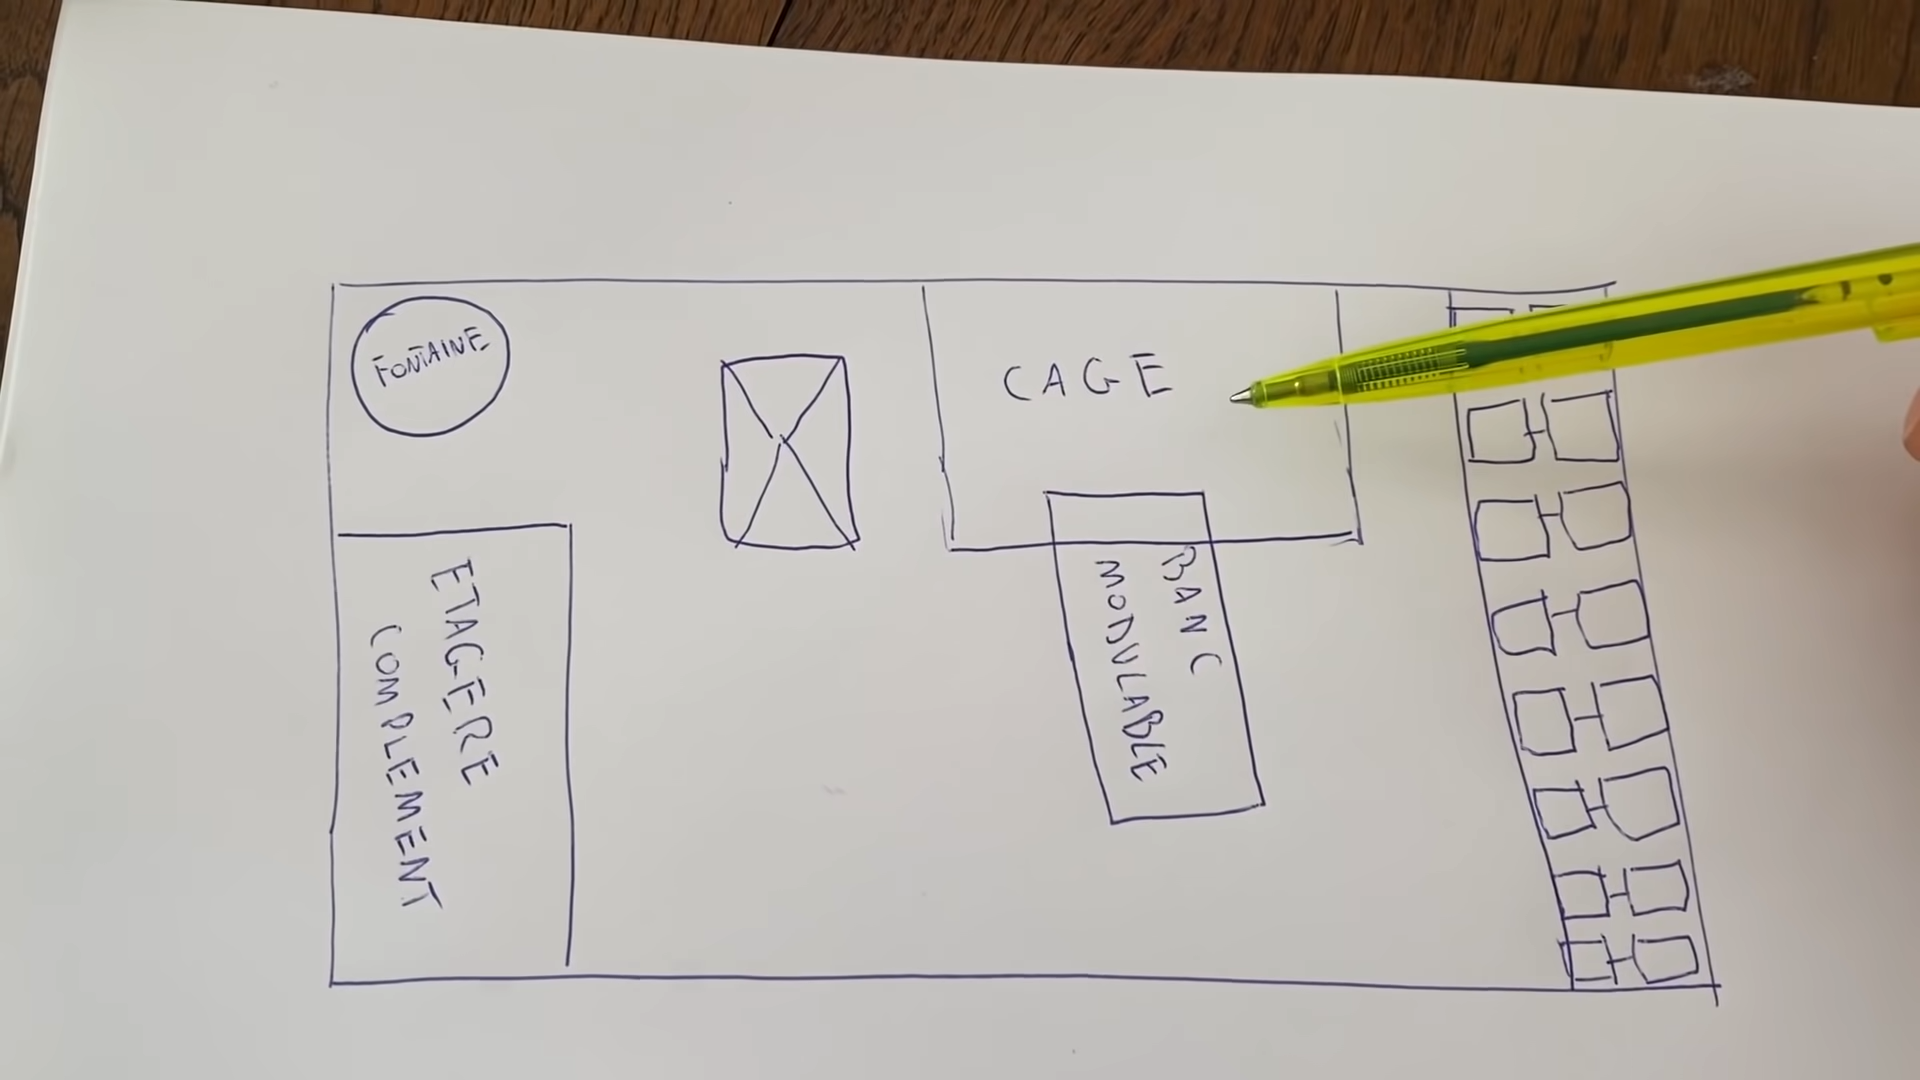 FONTAINE
CAGE
BANC
MODULABLE
ETAGERE
COMPLEMENT